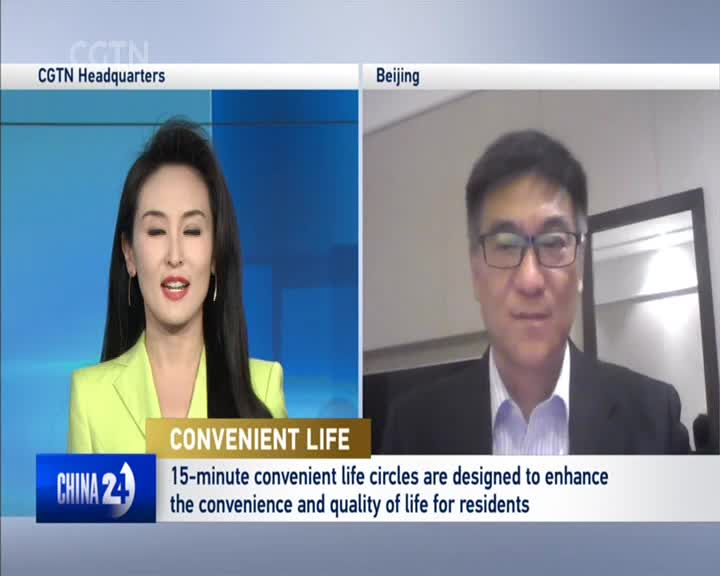 CGTN
CGTN Headquarters
Beijing
CONVENIENT LIFE
15-minute convenient life circles are designed to enhance
the convenience and quality of life for residents
CHINA 24